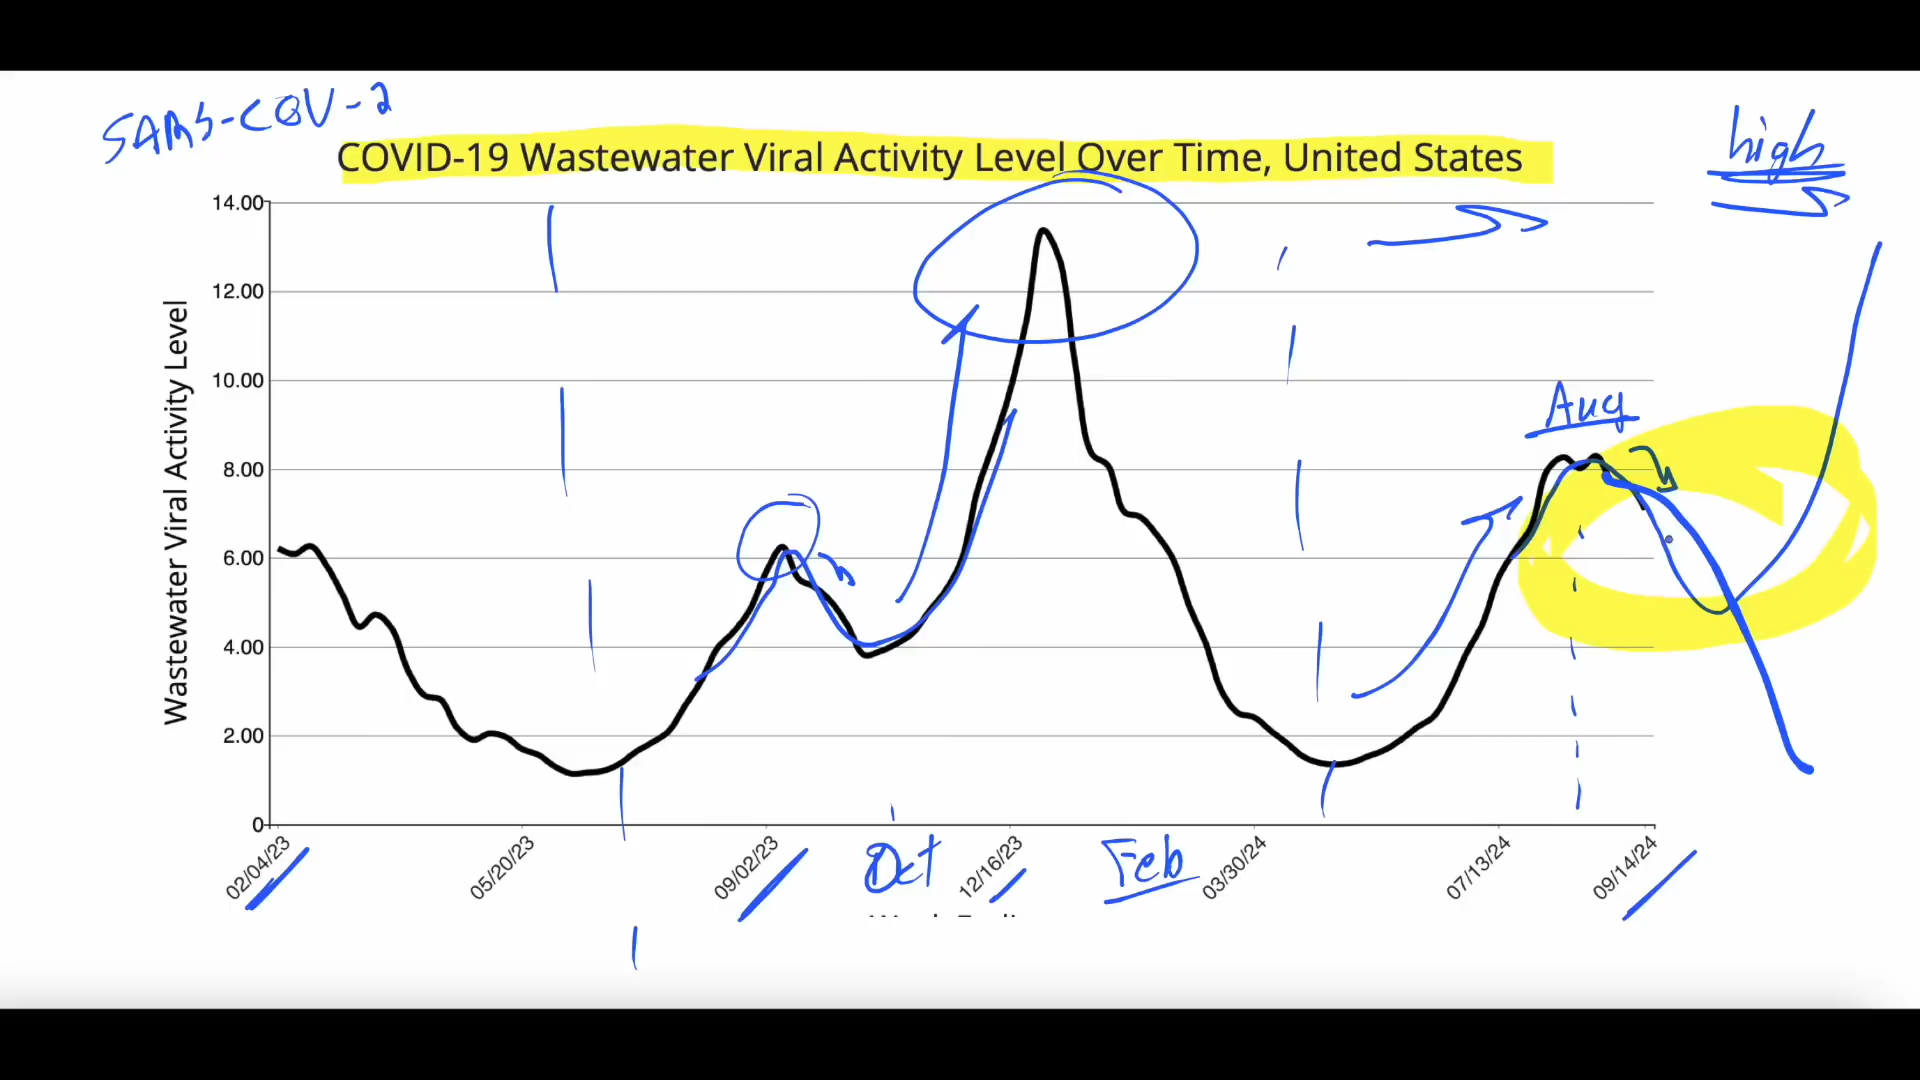 SARS-COV-2
high
COVID-19 Wastewater Viral Activity Level Over Time, United States
Wastewater Viral Activity Level
14.00
12.00
10.00
8.00
6.00
4.00
2.00
0
Aug
Oct
Feb
02/04/23
05/20/23
09/02/23
12/16/23
03/30/24
07/13/24
09/14/24